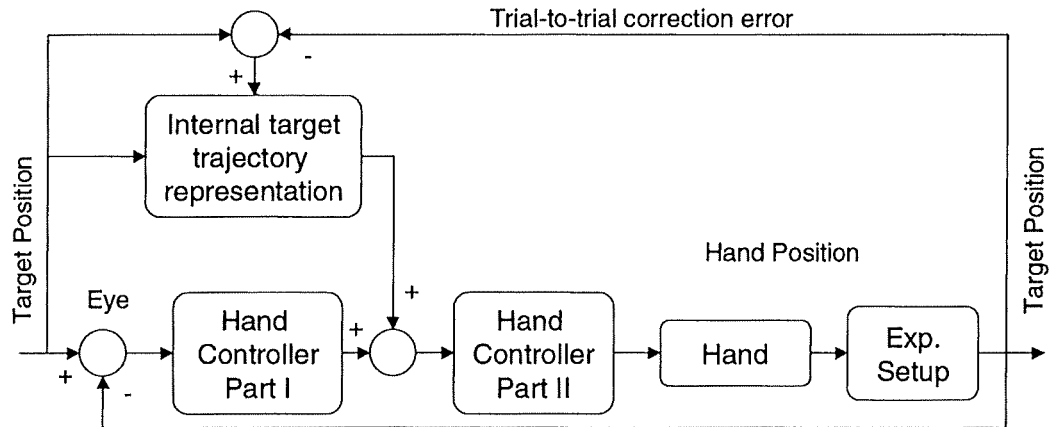 Trial-to-trial correction error
-
+
Internal target
trajectory
representation
Target Position
Target Position
Hand Position
+
Eye
Hand
Controller
Part I
+
Hand
Controller
Part II
Hand
Exp.
Setup
+
-